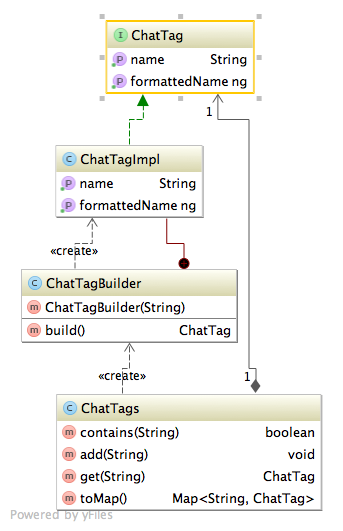 I ChatTag
P name String
P formattedName ng
1
C ChatTagImpl
P name String
P formattedName ng
«create»
C ChatTagBuilder
m ChatTagBuilder(String)
m build() ChatTag
«create»
1
C ChatTags
m contains(String) boolean
m add(String) void
m get(String) ChatTag
m toMap() Map<String, ChatTag>
Powered by yFiles